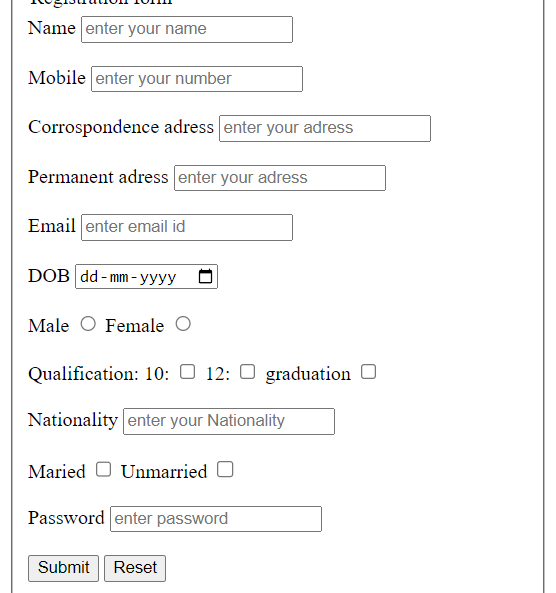 Registration form
Name enter your name
Mobile enter your number
Corrospondence adress enter your adress
Permanent adress enter your adress
Email enter email id
DOB dd-mm-yyyy
Male Female
Qualification: 10: 12: graduation
Nationality enter your Nationality
Maried Unmarried
Password enter password
Submit Reset